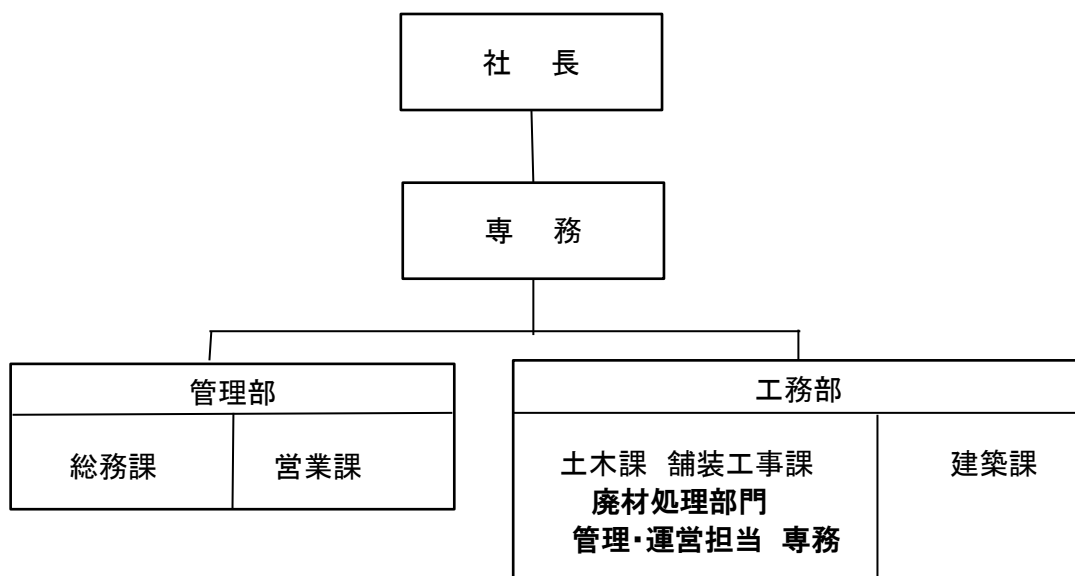 社 長
専 務
管理部
総務課 営業課
工務部
土木課 舗装工事課 建築課
廃材処理部門
管理・運営担当 専務